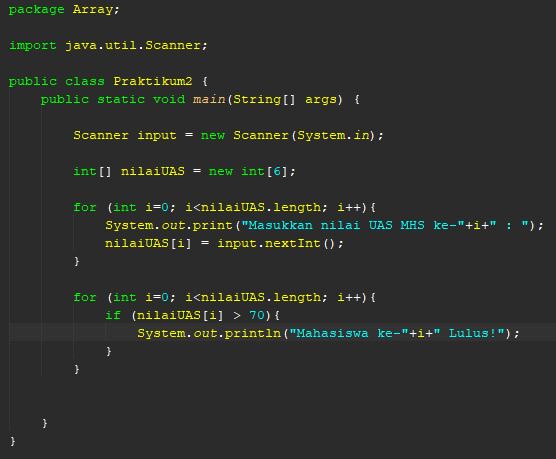 package Array;
import java.util.Scanner;
public class Praktikum2 {
public static void main(String[] args) {
Scanner input = new Scanner(System.in);
int[] nilaiUAS = new int[6];
for (int i=0; i<nilaiUAS.length; i++){
System.out.print("Masukkan nilai UAS MHS ke-"+i+" : ");
nilaiUAS[i] = input.nextInt();
}
for (int i=0; i<nilaiUAS.length; i++){
if (nilaiUAS[i] > 70){
System.out.println("Mahasiswa ke-"+i+" Lulus!");
}
}
}
}